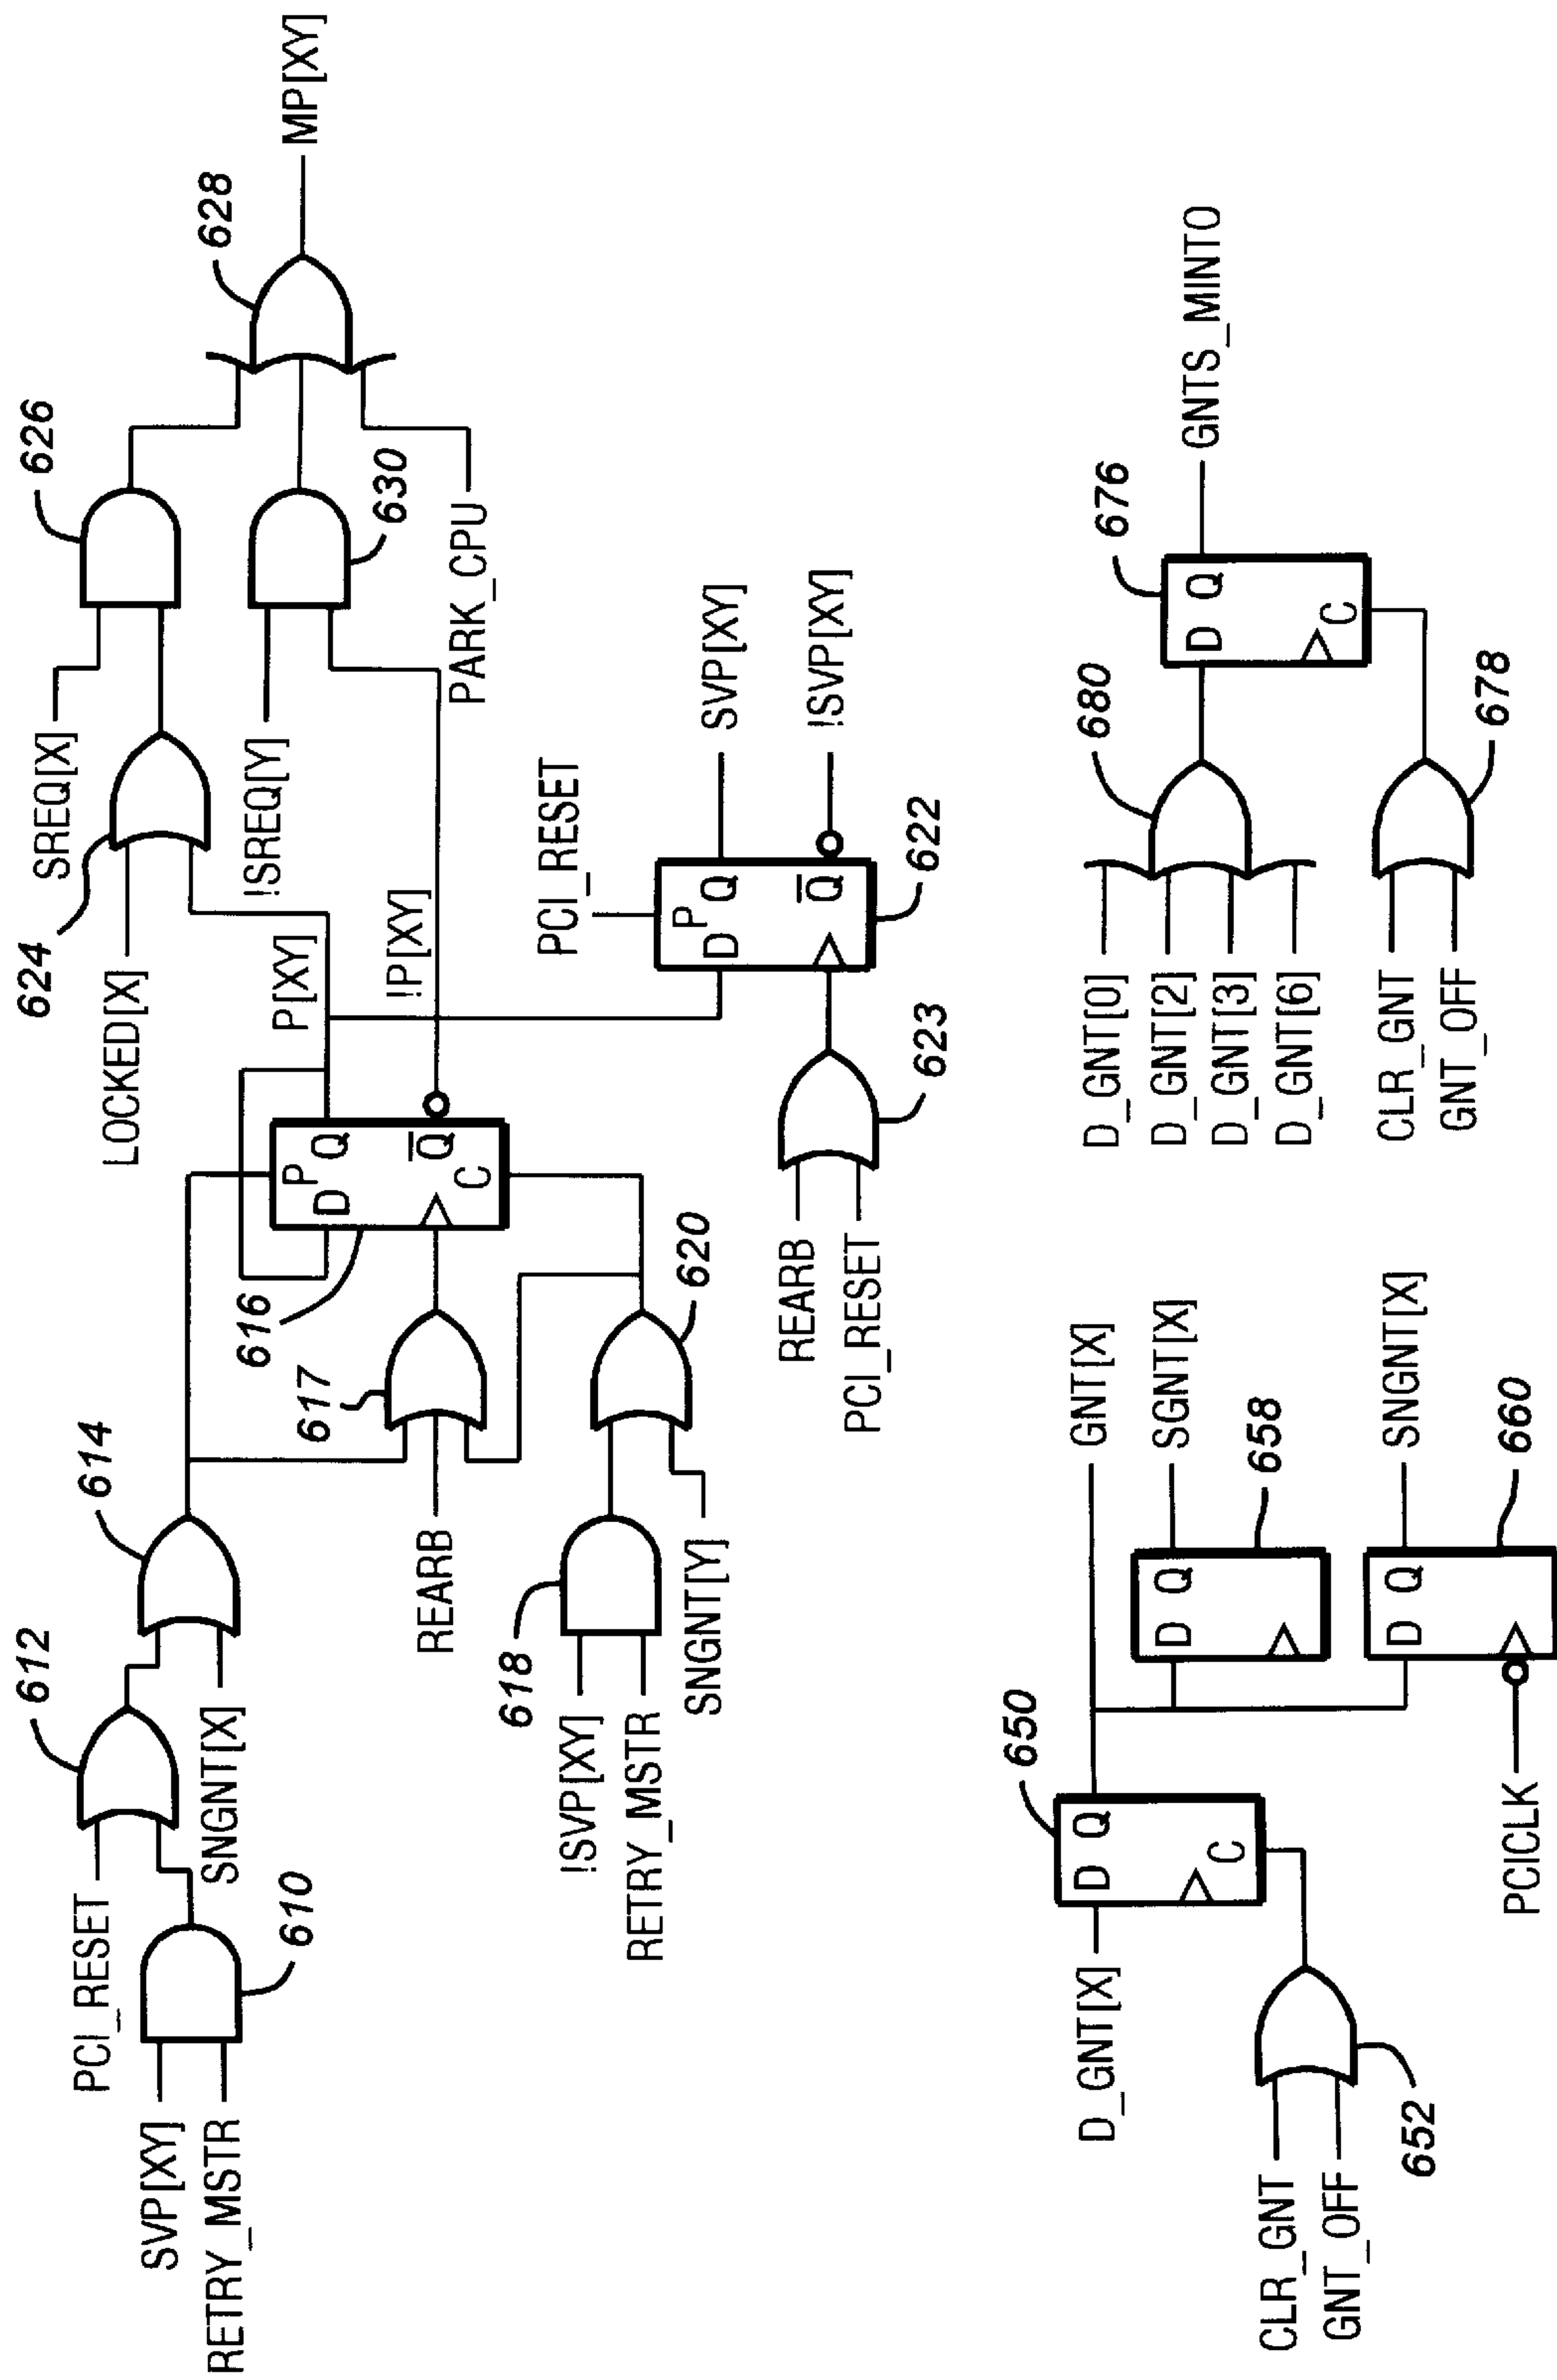 SVP[XY]
RETRY_MSTR
610
PCI_RESET
612
SNGNT[X]
614
!SVP[XY]
RETRY_MSTR
618
SNGNT[Y]
620
REARB
617
616
D P Q
Q
C
P[XY]
!P[XY]
LOCKED[X]
624
SREQ[X]
626
!SREQ[Y]
630
PARK_CPU
628
MP[XY]
REARB
PCI_RESET
623
PCI_RESET
D P Q
Q
622
SVP[XY]
!SVP[XY]
CLR_GNT
GNT_OFF
652
D_GNT[X]
D Q
C
650
GNT[X]
D Q
658
SGNT[X]
PCICLK
D Q
660
SNGNT[X]
D_GNT[0]
D_GNT[2]
D_GNT[3]
D_GNT[6]
680
CLR_GNT
GNT_OFF
678
D Q
C
676
GNTS_MINTO